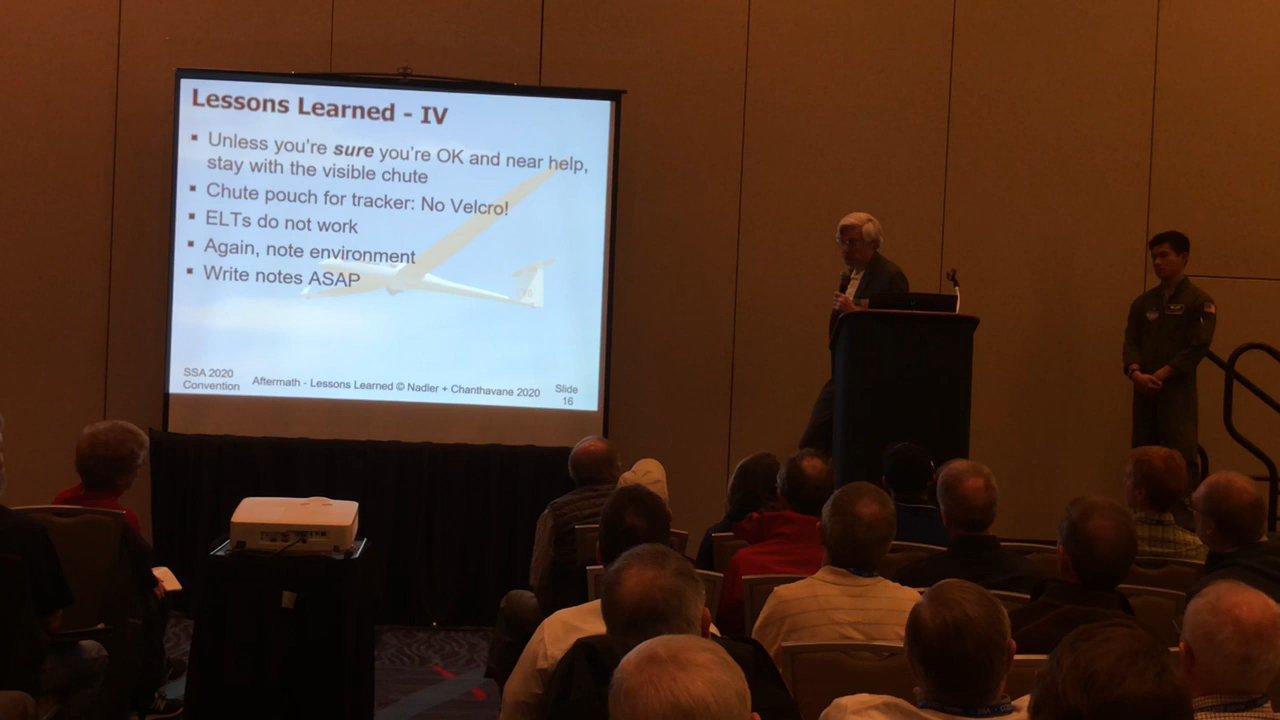 Lessons Learned - IV
▪ Unless you're sure you're OK and near help,
stay with the visible chute
▪ Chute pouch for tracker: No Velcro!
▪ ELTs do not work
▪ Again, note environment
▪ Write notes ASAP
SSA 2020
Convention
Aftermath - Lessons Learned © Nadler + Chanthavane 2020
Slide
16